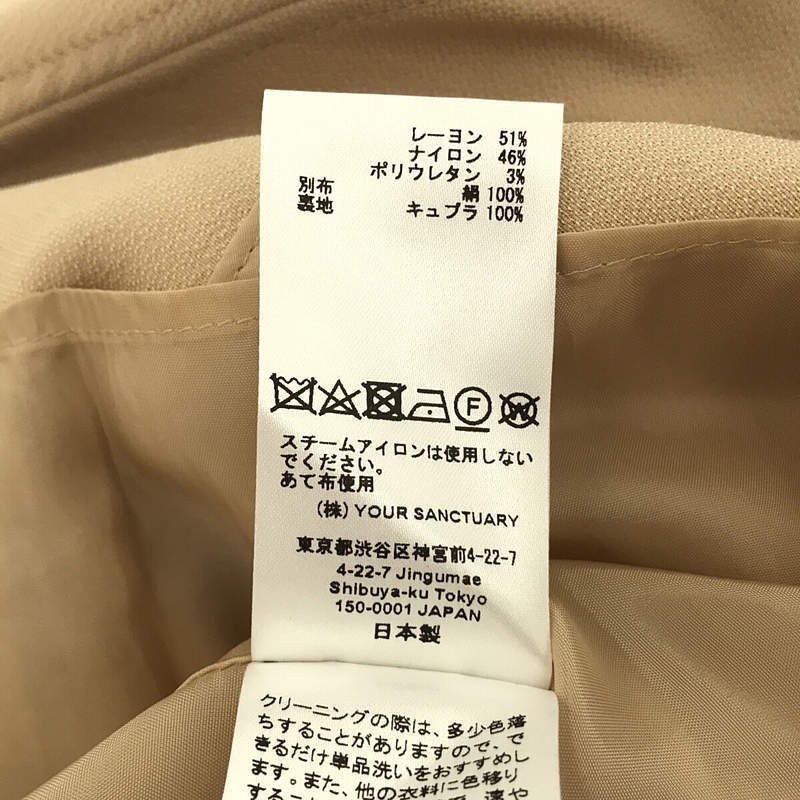 レーヨン 51%
ナイロン 46%
ポリウレタン 3%
別布 絹 100%
裏地 キュプラ 100%
F W
スチームアイロンは使用しない
でください。
あて布使用
(株) YOUR SANCTUARY
東京都渋谷区神宮前4-22-7
4-22-7 Jingumae
Shibuya-ku Tokyo
150-0001 JAPAN
日本製
クリーニングの際は、多少色落
ちすることがありますので、で
きるだけ単品洗いをおすすめし
ます。また、他の衣料に色移り